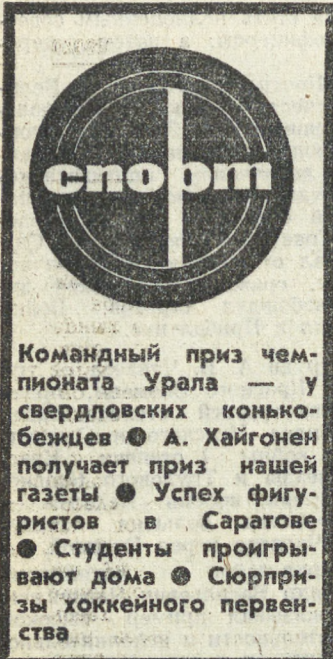 спорт
Командный приз чем-
пионата Урала — у
свердловских конько-
бежцев ● А. Хайгонен
получает приз нашей
газеты ● Успех фигу-
ристов в Саратове
● Студенты проигры-
вают дома ● Сюрпри-
зы хоккейного первен-
ства